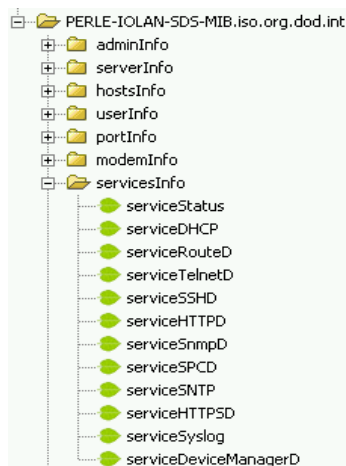 PERLE-IOLAN-SDS-MIB.iso.org.dod.int
adminInfo
serverInfo
hostsInfo
userInfo
portInfo
modemInfo
servicesInfo
serviceStatus
serviceDHCP
serviceRouteD
serviceTelnetD
serviceSSHD
serviceHTTPD
serviceSnmpD
serviceSPCD
serviceSNTP
serviceHTTPSD
serviceSyslog
serviceDeviceManagerD